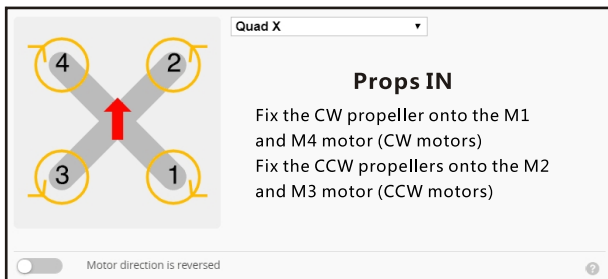 Quad X
4
2
3
1
Props IN
Fix the CW propeller onto the M1
and M4 motor (CW motors)
Fix the CCW propellers onto the M2
and M3 motor (CCW motors)
Motor direction is reversed
?